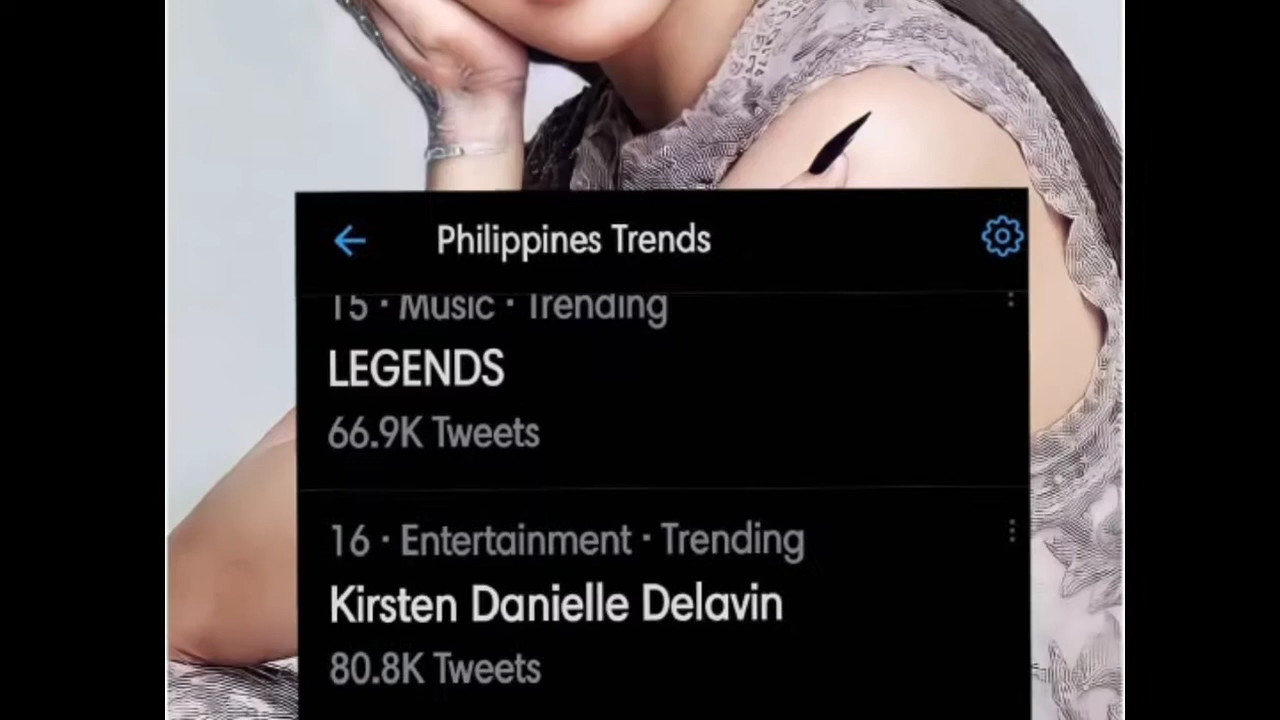 Philippines Trends
15 · Music · Trending
LEGENDS
66.9K Tweets
16 · Entertainment · Trending
Kirsten Danielle Delavin
80.8K Tweets